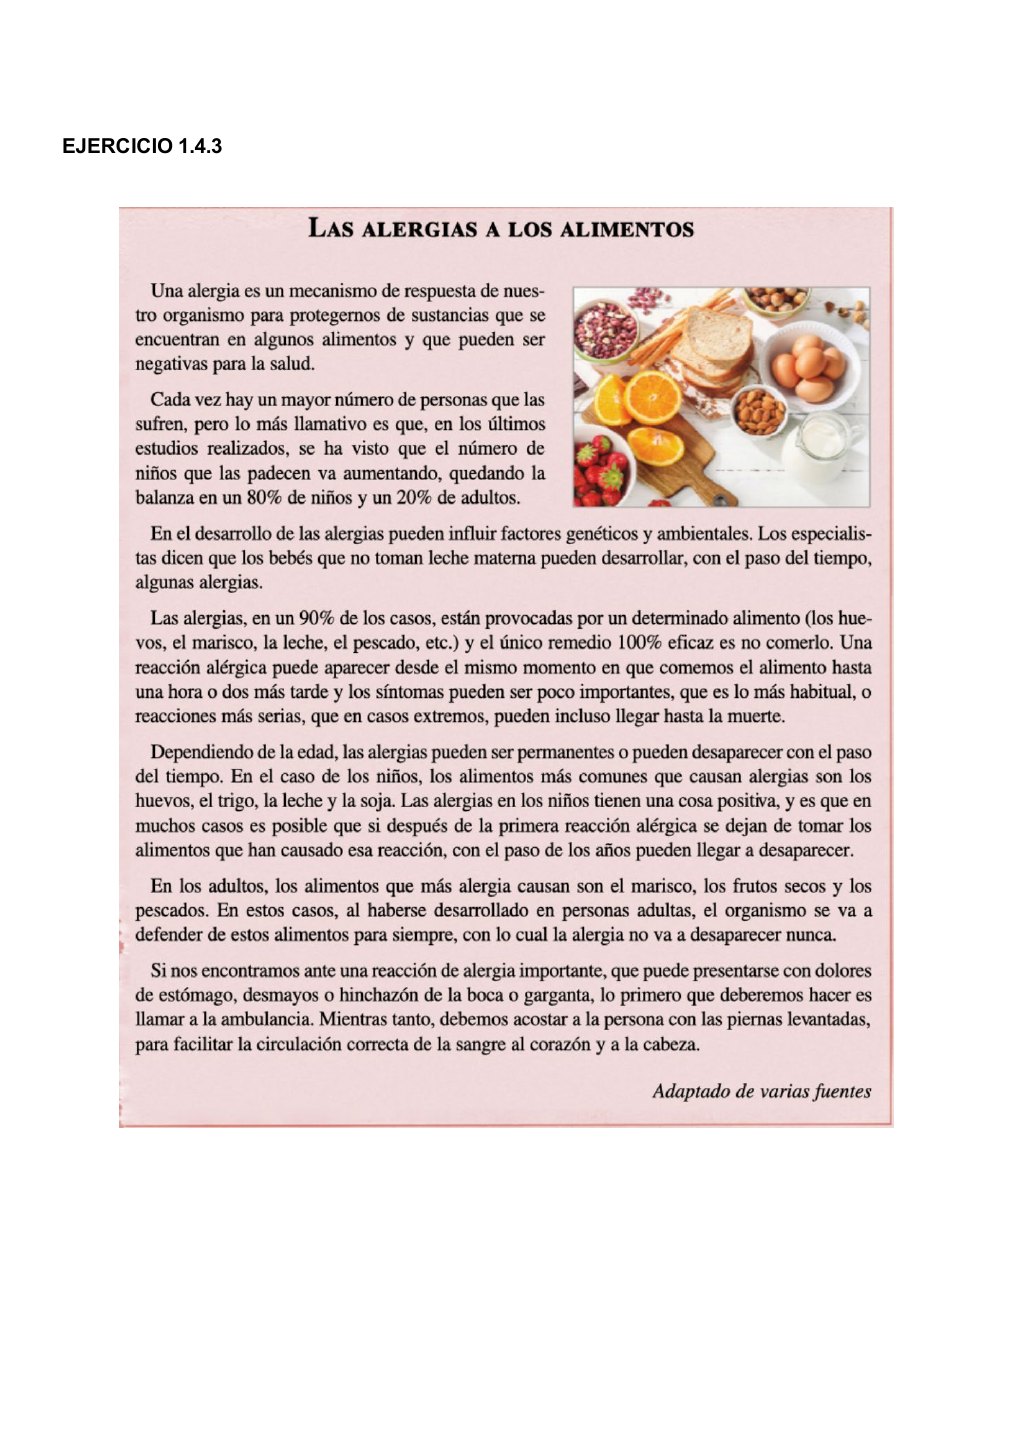 EJERCICIO 1.4.3
LAS ALERGIAS A LOS ALIMENTOS
Una alergia es un mecanismo de respuesta de nues-
tro organismo para protegernos de sustancias que se
encuentran en algunos alimentos y que pueden ser
negativas para la salud.
Cada vez hay un mayor número de personas que las
sufren, pero lo más llamativo es que, en los últimos
estudios realizados, se ha visto que el número de
niños que las padecen va aumentando, quedando la
balanza en un 80% de niños y un 20% de adultos.
En el desarrollo de las alergias pueden influir factores genéticos y ambientales. Los especialis-
tas dicen que los bebés que no toman leche materna pueden desarrollar, con el paso del tiempo,
algunas alergias.
Las alergias, en un 90% de los casos, están provocadas por un determinado alimento (los hue-
vos, el marisco, la leche, el pescado, etc.) y el único remedio 100% eficaz es no comerlo. Una
reacción alérgica puede aparecer desde el mismo momento en que comemos el alimento hasta
una hora o dos más tarde y los síntomas pueden ser poco importantes, que es lo más habitual, o
reacciones más serias, que en casos extremos, pueden incluso llegar hasta la muerte.
Dependiendo de la edad, las alergias pueden ser permanentes o pueden desaparecer con el paso
del tiempo. En el caso de los niños, los alimentos más comunes que causan alergias son los
huevos, el trigo, la leche y la soja. Las alergias en los niños tienen una cosa positiva, y es que en
muchos casos es posible que si después de la primera reacción alérgica se dejan de tomar los
alimentos que han causado esa reacción, con el paso de los años pueden llegar a desaparecer.
En los adultos, los alimentos que más alergia causan son el marisco, los frutos secos y los
pescados. En estos casos, al haberse desarrollado en personas adultas, el organismo se va a
defender de estos alimentos para siempre, con lo cual la alergia no va a desaparecer nunca.
Si nos encontramos ante una reacción de alergia importante, que puede presentarse con dolores
de estómago, desmayos o hinchazón de la boca o garganta, lo primero que deberemos hacer es
llamar a la ambulancia. Mientras tanto, debemos acostar a la persona con las piernas levantadas,
para facilitar la circulación correcta de la sangre al corazón y a la cabeza.
Adaptado de varias fuentes